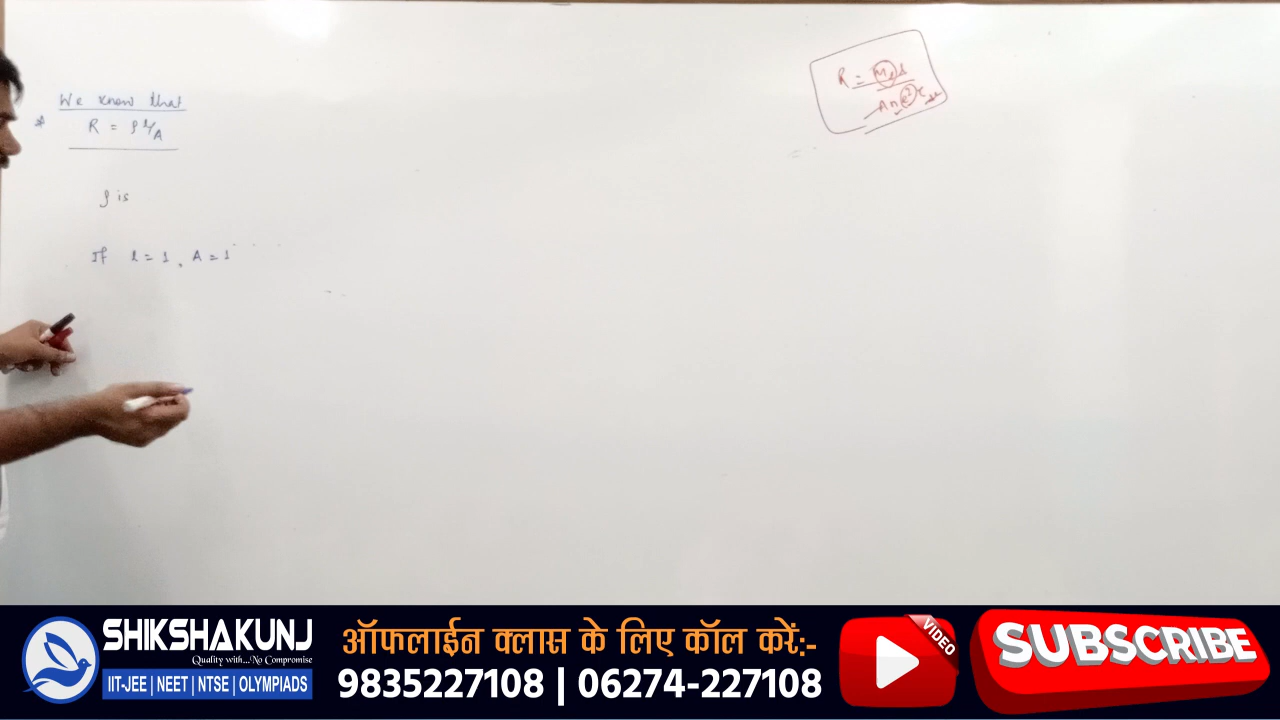 We know that
* R = ρ l/A
ρ is
If l = 1, A = 1
R = Me l
A n e² τ
SHIKSHAKUNJ
Quality with...No Compromise
IIT-JEE | NEET | NTSE | OLYMPIADS
ऑफलाईन क्लास के लिए कॉल करें:-
9835227108 | 06274-227108
VIDEO
SUBSCRIBE